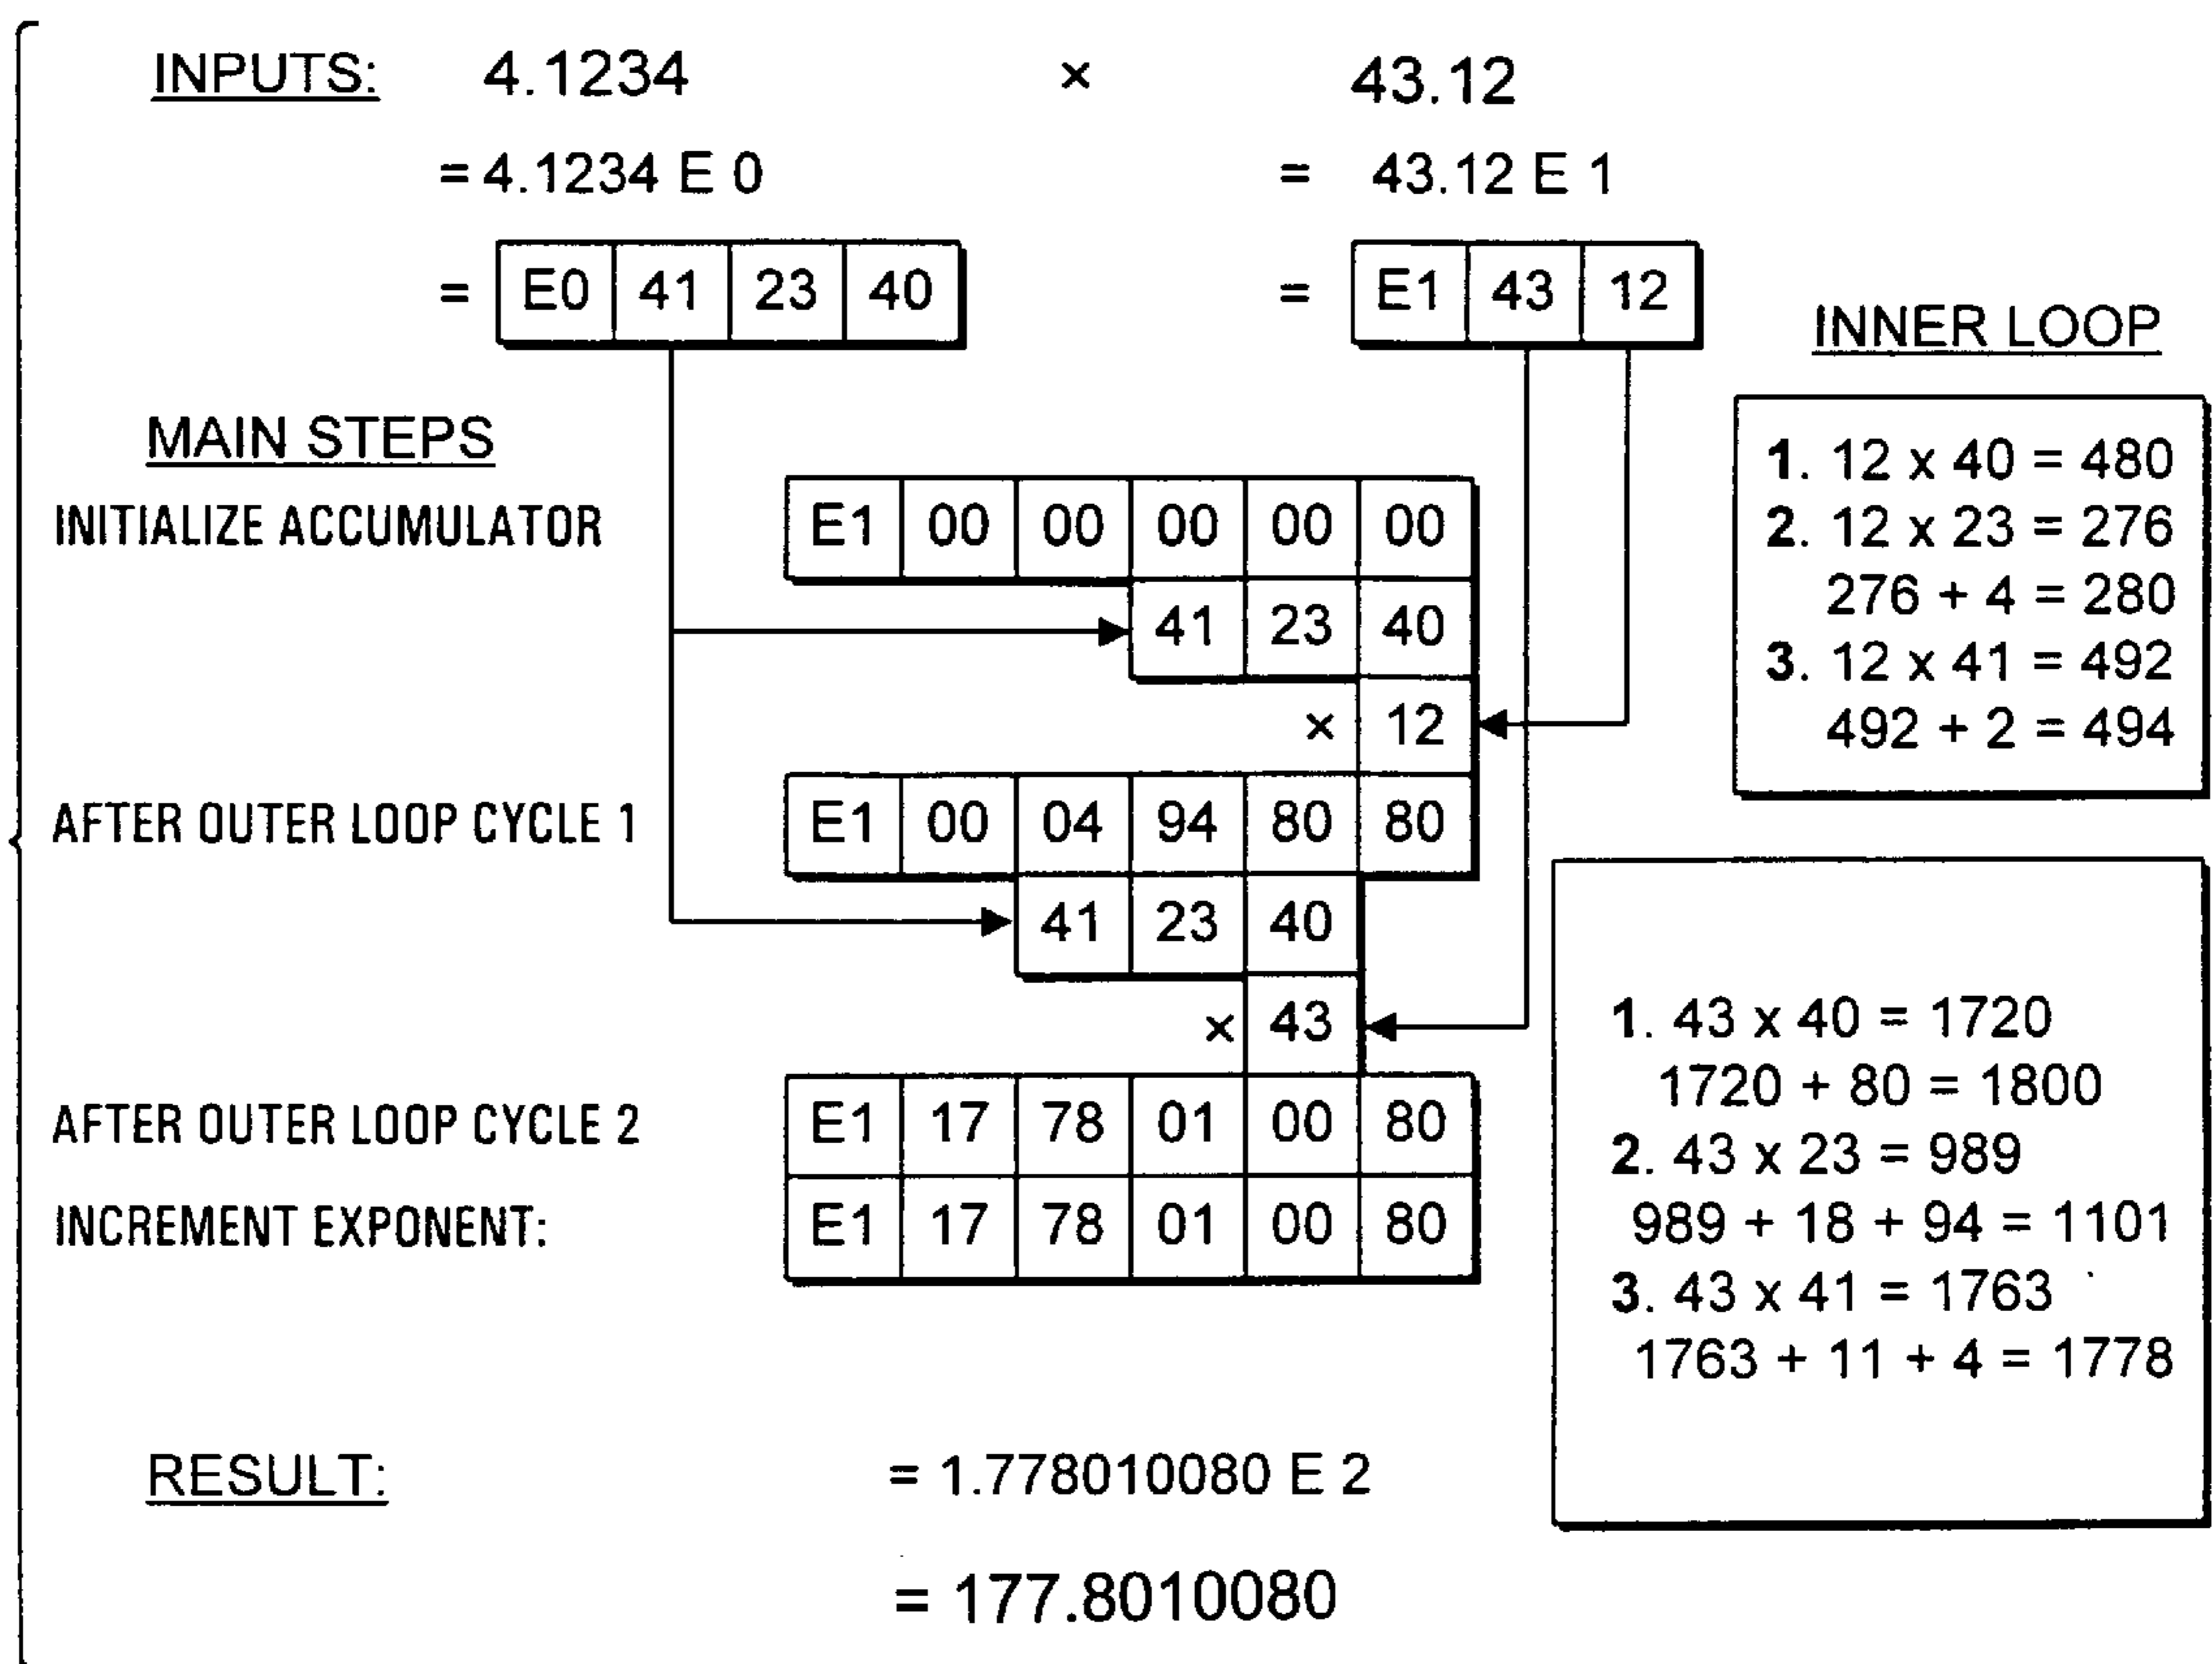 INPUTS: 4.1234 × 43.12
= 4.1234 E 0 = 43.12 E 1
= E0 41 23 40 = E1 43 12
INNER LOOP
MAIN STEPS
1. 12 x 40 = 480
INITIALIZE ACCUMULATOR E1 00 00 00 00 00
2. 12 x 23 = 276
276 + 4 = 280
41 23 40
3. 12 x 41 = 492
492 + 2 = 494
× 12
AFTER OUTER LOOP CYCLE 1 E1 00 04 94 80 80
41 23 40
× 43
1. 43 x 40 = 1720
1720 + 80 = 1800
AFTER OUTER LOOP CYCLE 2 E1 17 78 01 00 80
2. 43 x 23 = 989
989 + 18 + 94 = 1101
INCREMENT EXPONENT: E1 17 78 01 00 80
3. 43 x 41 = 1763
1763 + 11 + 4 = 1778
RESULT: = 1.778010080 E 2
= 177.8010080